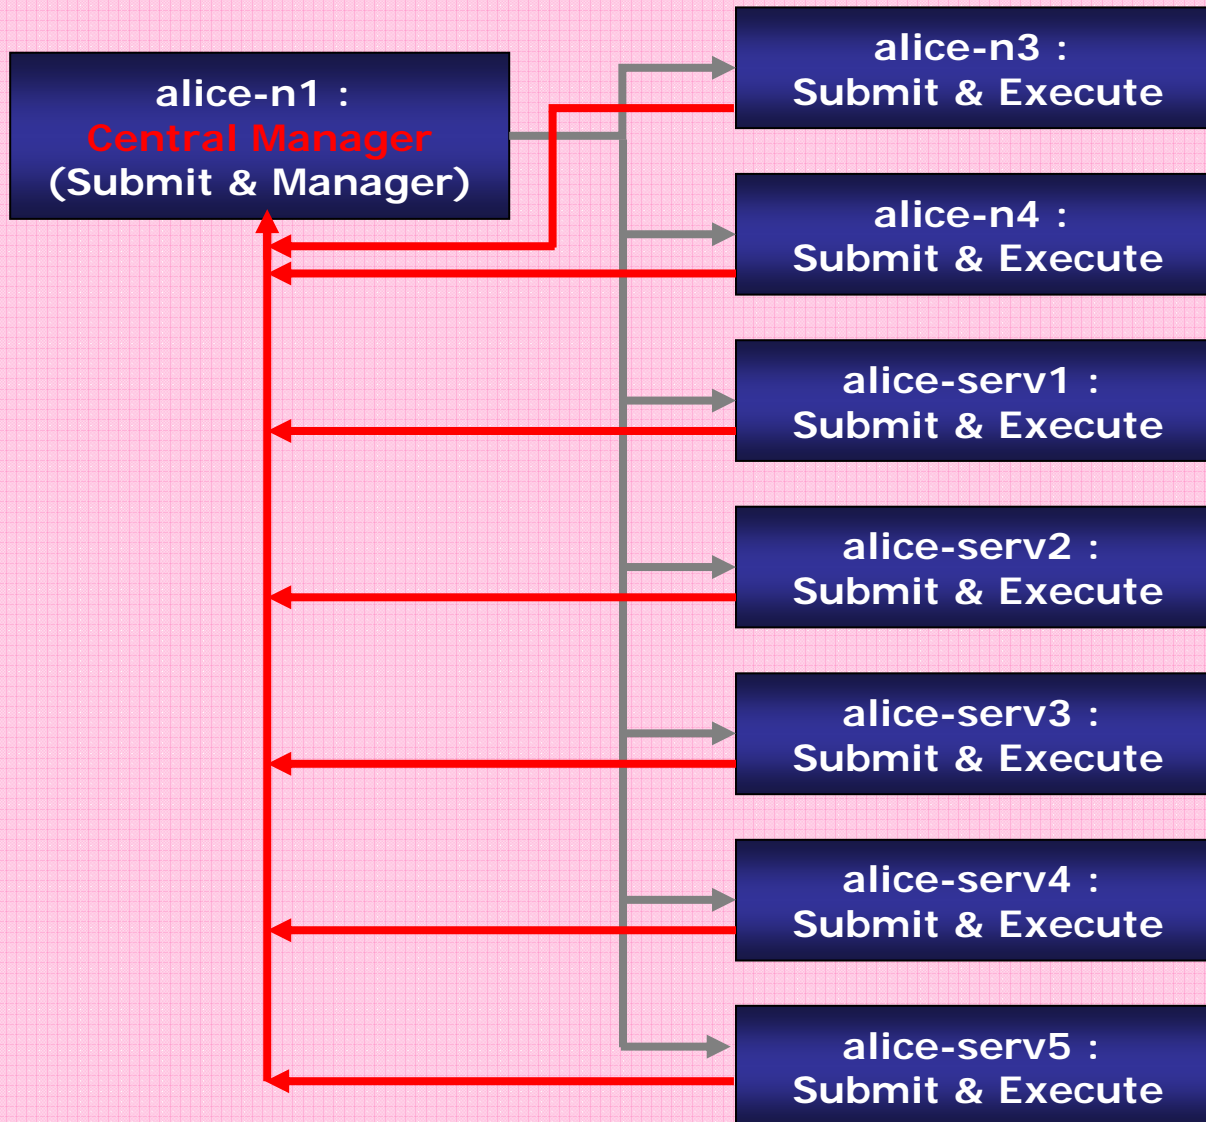 alice-n1 :
Central Manager
(Submit & Manager)
alice-n3 :
Submit & Execute
alice-n4 :
Submit & Execute
alice-serv1 :
Submit & Execute
alice-serv2 :
Submit & Execute
alice-serv3 :
Submit & Execute
alice-serv4 :
Submit & Execute
alice-serv5 :
Submit & Execute